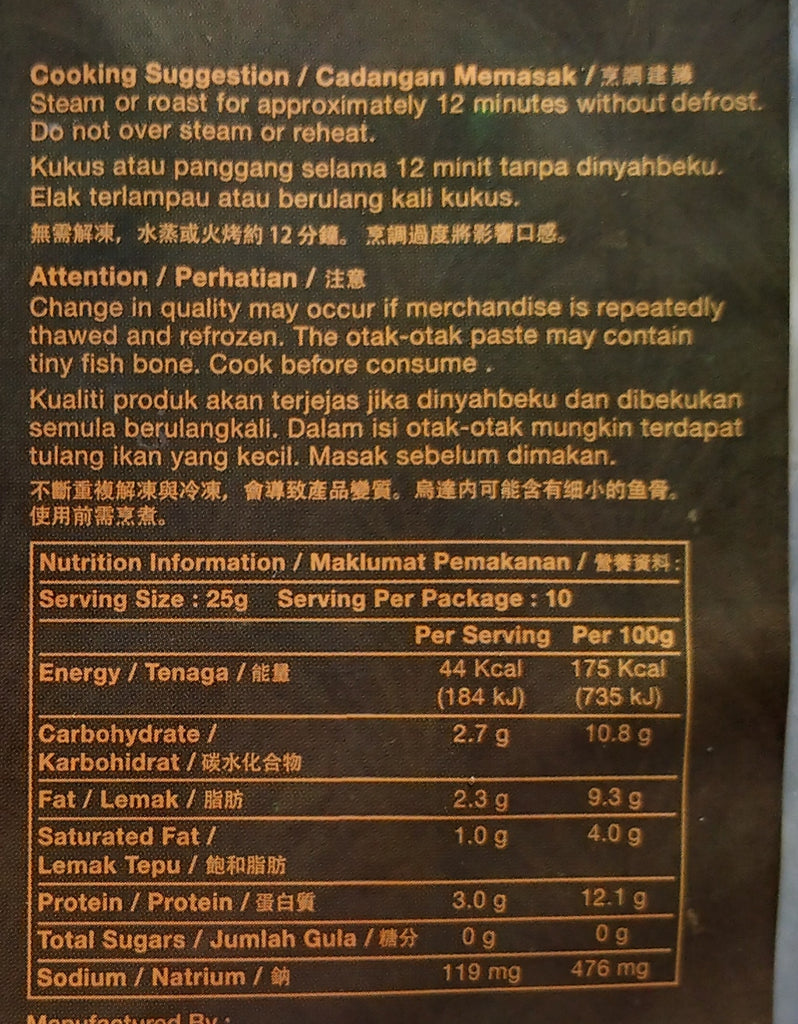 Cooking Suggestion / Cadangan Memasak / 烹調建議
Steam or roast for approximately 12 minutes without defrost.
Do not over steam or reheat.
Kukus atau panggang selama 12 minit tanpa dinyahbeku.
Elak terlampau atau berulang kali kukus.
無需解凍，水蒸或火烤約 12 分鐘。烹調過度將影響口感。
Attention / Perhatian / 注意
Change in quality may occur if merchandise is repeatedly
thawed and refrozen. The otak-otak paste may contain
tiny fish bone. Cook before consume .
Kualiti produk akan terjejas jika dinyahbeku dan dibekukan
semula berulangkali. Dalam isi otak-otak mungkin terdapat
tulang ikan yang kecil. Masak sebelum dimakan.
不斷重複解凍與冷凍，會導致產品變質。烏達内可能含有细小的鱼骨。
使用前需烹煮。
Nutrition Information / Maklumat Pemakanan / 營養資料 :
Serving Size : 25g Serving Per Package : 10
Per Serving Per 100g
Energy / Tenaga / 能量 44 Kcal 175 Kcal
(184 kJ) (735 kJ)
Carbohydrate / 2.7 g 10.8 g
Karbohidrat / 碳水化合物
Fat / Lemak / 脂肪 2.3 g 9.3 g
Saturated Fat / 1.0 g 4.0 g
Lemak Tepu / 飽和脂肪
Protein / Protein / 蛋白質 3.0 g 12.1 g
Total Sugars / Jumlah Gula / 糖分 0 g 0 g
Sodium / Natrium / 鈉 119 mg 476 mg
Manufactured By :